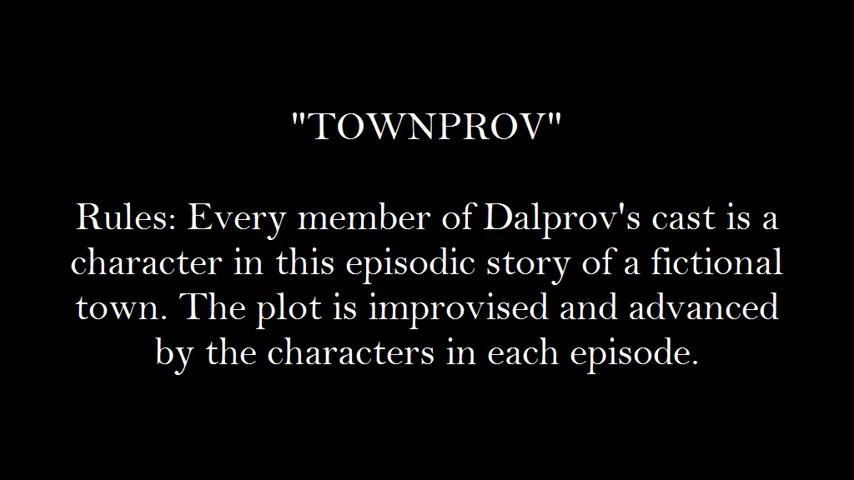 "TOWNPROV"
Rules: Every member of Dalprov's cast is a
character in this episodic story of a fictional
town. The plot is improvised and advanced
by the characters in each episode.